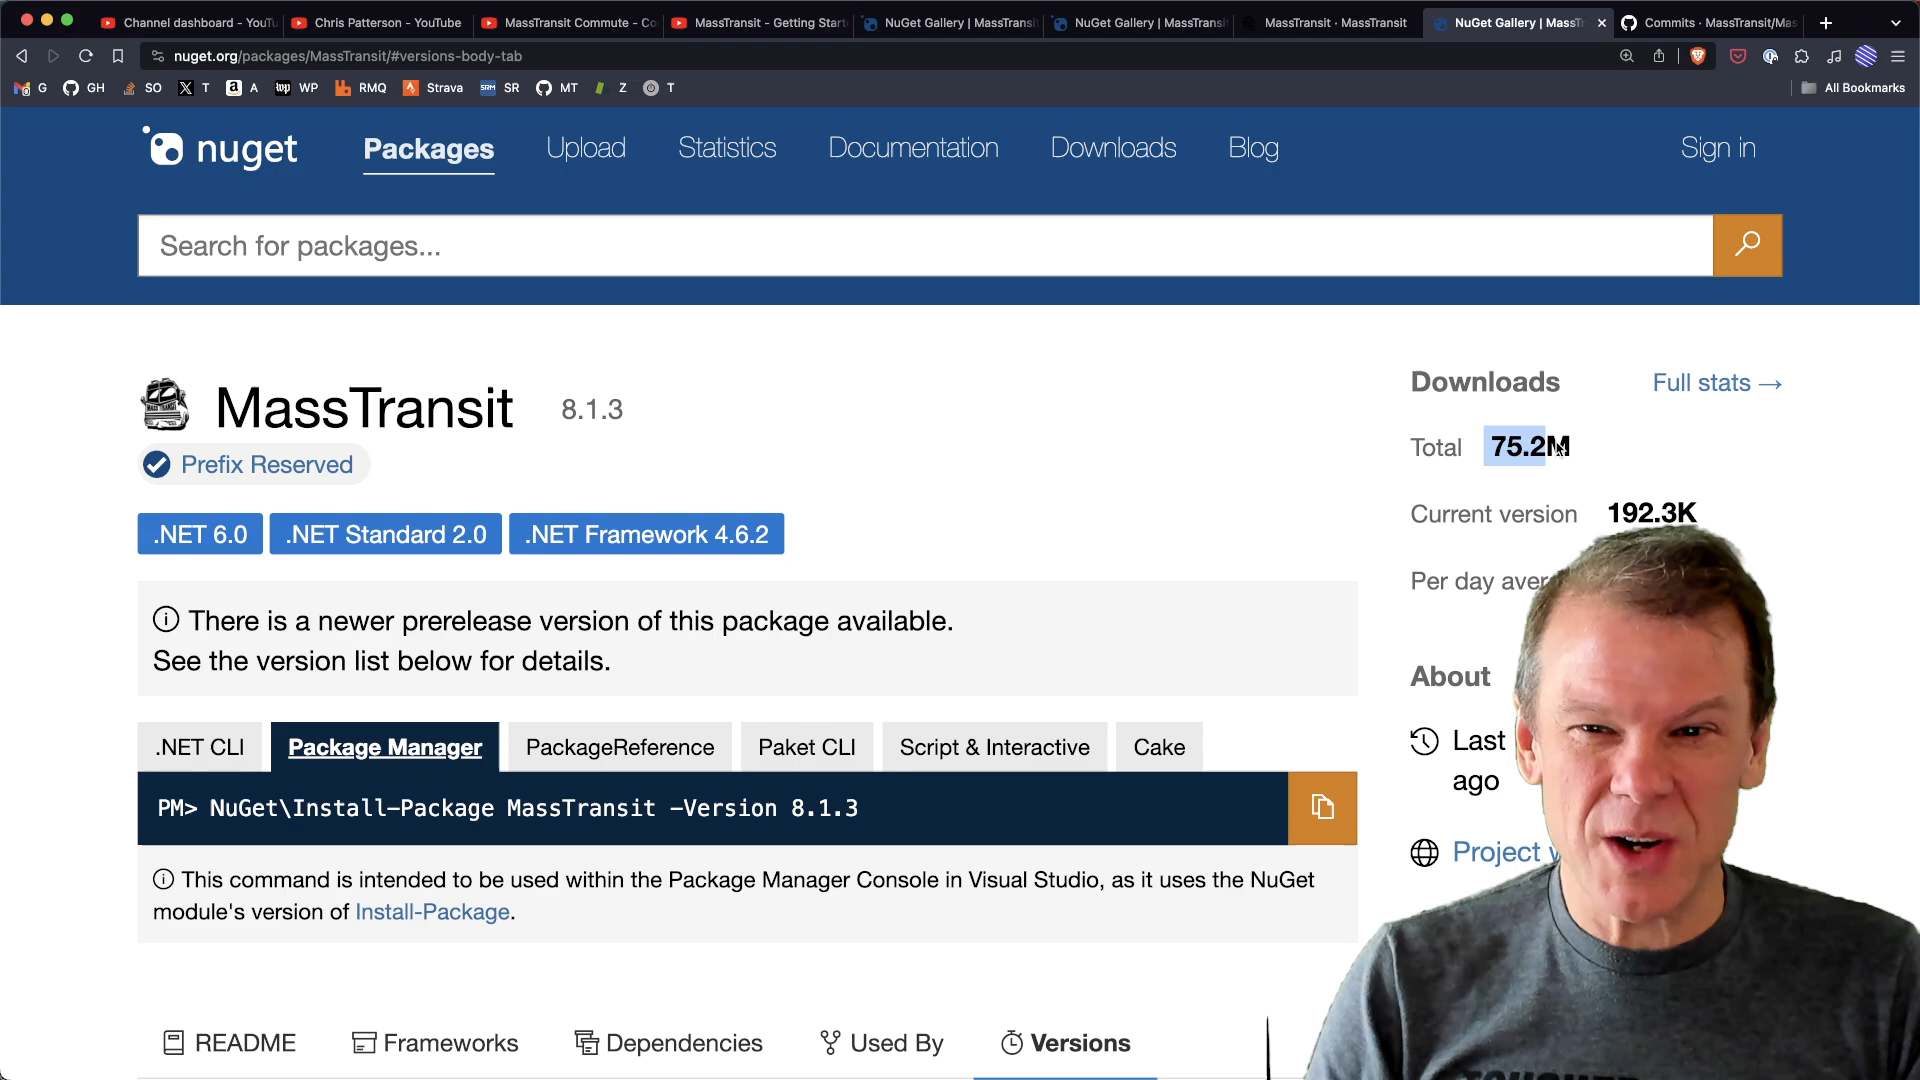 Channel dashboard - YouTu
Chris Patterson - YouTube
MassTransit Commute - Co
MassTransit - Getting Start
NuGet Gallery | MassTransi
NuGet Gallery | MassTransi
MassTransit · MassTransit
NuGet Gallery | MassTr
Commits · MassTransit/Mas
nuget.org/packages/MassTransit/#versions-body-tab
G GH SO T A WP RMQ Strava SR MT Z T All Bookmarks
nuget Packages Upload Statistics Documentation Downloads Blog Sign in
Search for packages...
MassTransit 8.1.3
Prefix Reserved
.NET 6.0 .NET Standard 2.0 .NET Framework 4.6.2
There is a newer prerelease version of this package available.
See the version list below for details.
.NET CLI Package Manager PackageReference Paket CLI Script & Interactive Cake
PM> NuGet\Install-Package MassTransit -Version 8.1.3
This command is intended to be used within the Package Manager Console in Visual Studio, as it uses the NuGet
module's version of Install-Package.
README Frameworks Dependencies Used By Versions
Downloads Full stats →
Total 75.2M
Current version 192.3K
Per day aver
About
Last
ago
Project